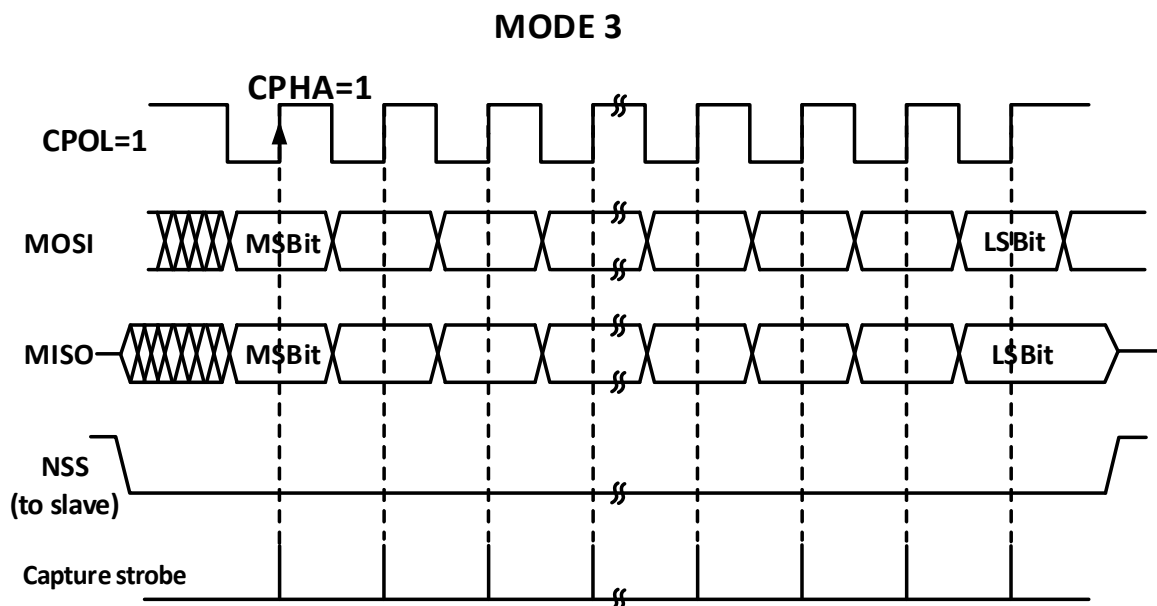 MODE 3
CPHA=1
CPOL=1
MOSI
MSBit
LSBit
MISO
MSBit
LSBit
NSS
(to slave)
Capture strobe